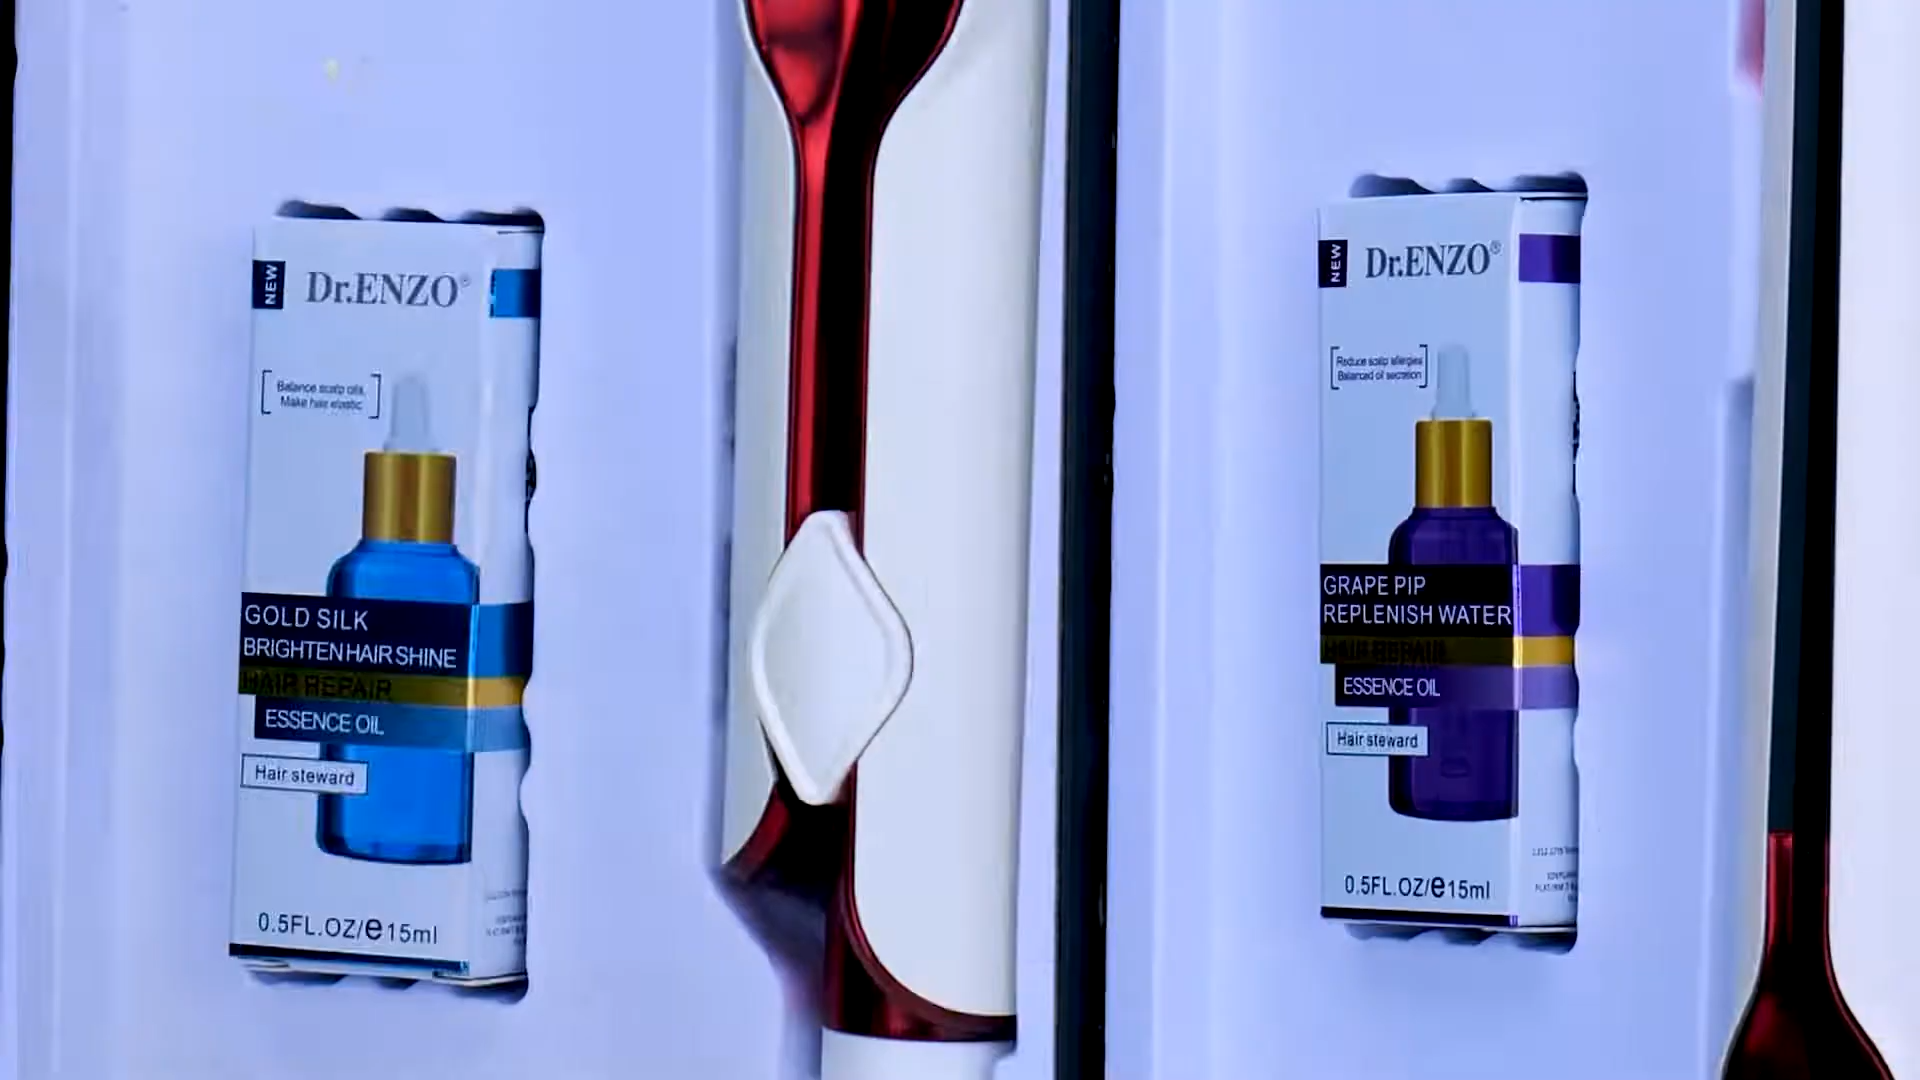 NEW
Dr.ENZO®
Balance scalp oils
Make hair elastic
GOLD SILK
BRIGHTEN HAIR SHINE
HAIR REPAIR
ESSENCE OIL
Hair steward
0.5FL.OZ/e15ml
NEW
Dr.ENZO®
Reduce scalp allergies
Balanced oil secretion
GRAPE PIP
REPLENISH WATER
HAIR REPAIR
ESSENCE OIL
Hair steward
0.5FL.OZ/e15ml